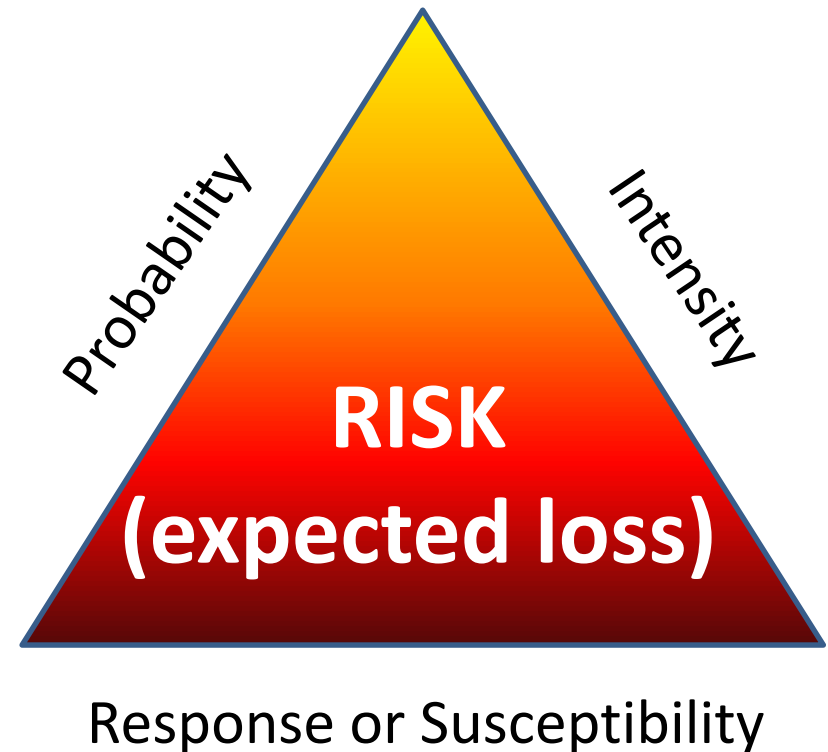 Probability
Intensity
RISK
(expected loss)
Response or Susceptibility